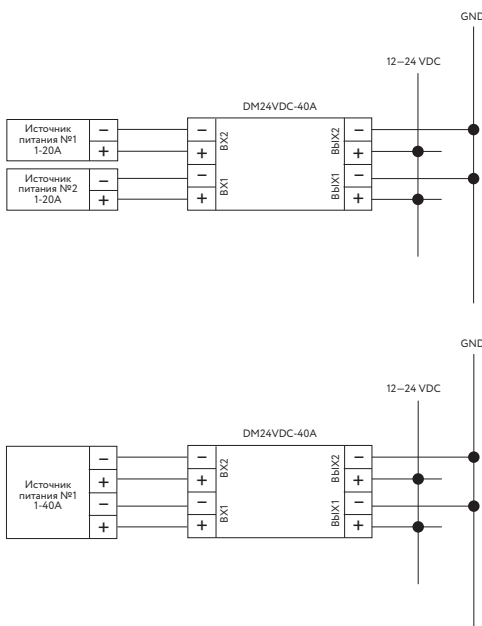 GND
12—24 VDC
DM24VDC-40A
Источник
питания №1
1-20A
−
+
Источник
питания №2
1-20A
−
+
−
+
−
+
ВХ2
ВХ1
ВЫХ2
ВЫХ1
−
+
−
+
GND
12—24 VDC
DM24VDC-40A
Источник
питания №1
1-40A
−
+
−
+
−
+
−
+
ВХ2
ВХ1
ВЫХ2
ВЫХ1
−
+
−
+